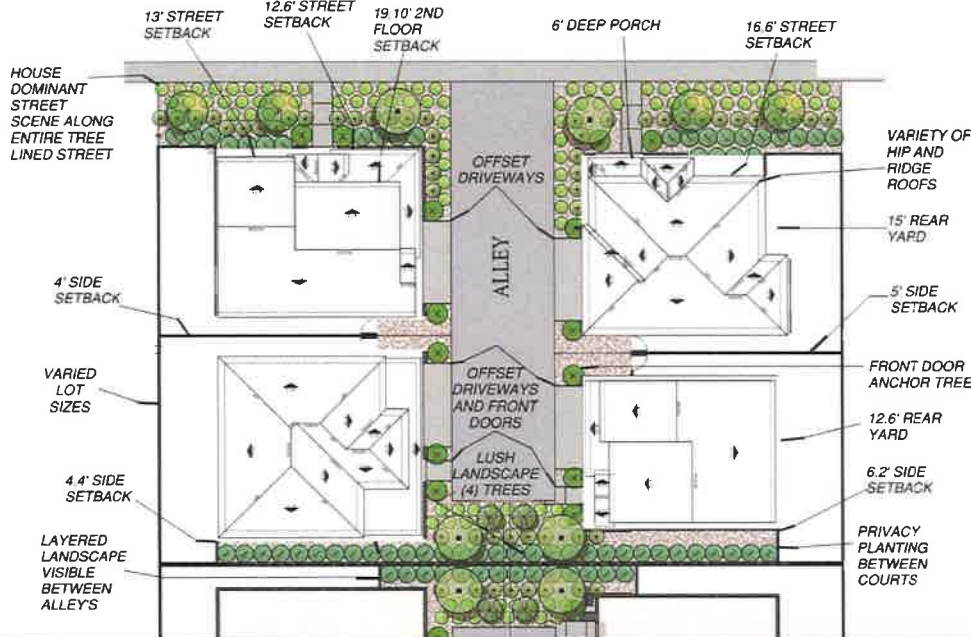 13' STREET
SETBACK
12.6' STREET
SETBACK
19.10' 2ND
FLOOR
SETBACK
6' DEEP PORCH
16.6' STREET
SETBACK
HOUSE
DOMINANT
STREET
SCENE ALONG
ENTIRE TREE
LINED STREET
OFFSET
DRIVEWAYS
VARIETY OF
HIP AND
RIDGE
ROOFS
15' REAR
YARD
ALLEY
4' SIDE
SETBACK
5' SIDE
SETBACK
VARIED
LOT
SIZES
OFFSET
DRIVEWAYS
AND FRONT
DOORS
FRONT DOOR
ANCHOR TREE
12.6' REAR
YARD
LUSH
LANDSCAPE
(4) TREES
4.4' SIDE
SETBACK
6.2' SIDE
SETBACK
LAYERED
LANDSCAPE
VISIBLE
BETWEEN
ALLEY'S
PRIVACY
PLANTING
BETWEEN
COURTS